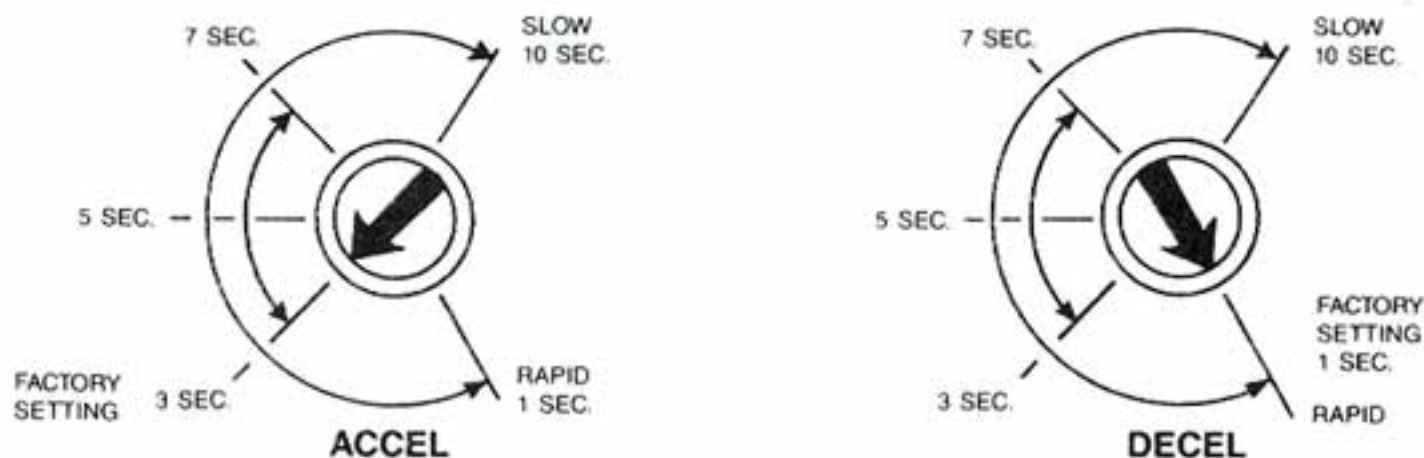 7 SEC.
SLOW
10 SEC.
5 SEC.
FACTORY
SETTING
3 SEC.
RAPID
1 SEC.
ACCEL
7 SEC.
SLOW
10 SEC.
5 SEC.
FACTORY
SETTING
1 SEC.
3 SEC.
RAPID
DECEL